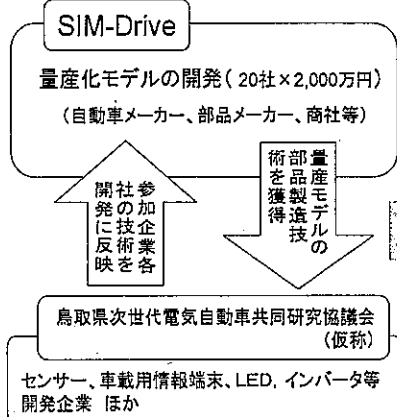 SIM-Drive
量産化モデルの開発( 20社×2,000万円)
(自動車メーカー、部品メーカー、商社等)
参加企業各
社の技術を
開発に反映
量産モデルの
部品製造技
術を獲得
鳥取県次世代電気自動車共同研究協議会
(仮称)
センサー、車載用情報端末、LED, インバータ等
開発企業 ほか